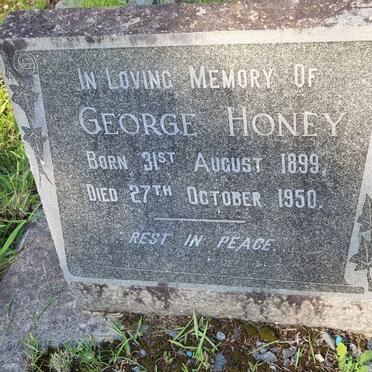 IN LOVING MEMORY OF
GEORGE HONEY
BORN 31ST AUGUST 1899,
DIED 27TH OCTOBER 1950.
REST IN PEACE.